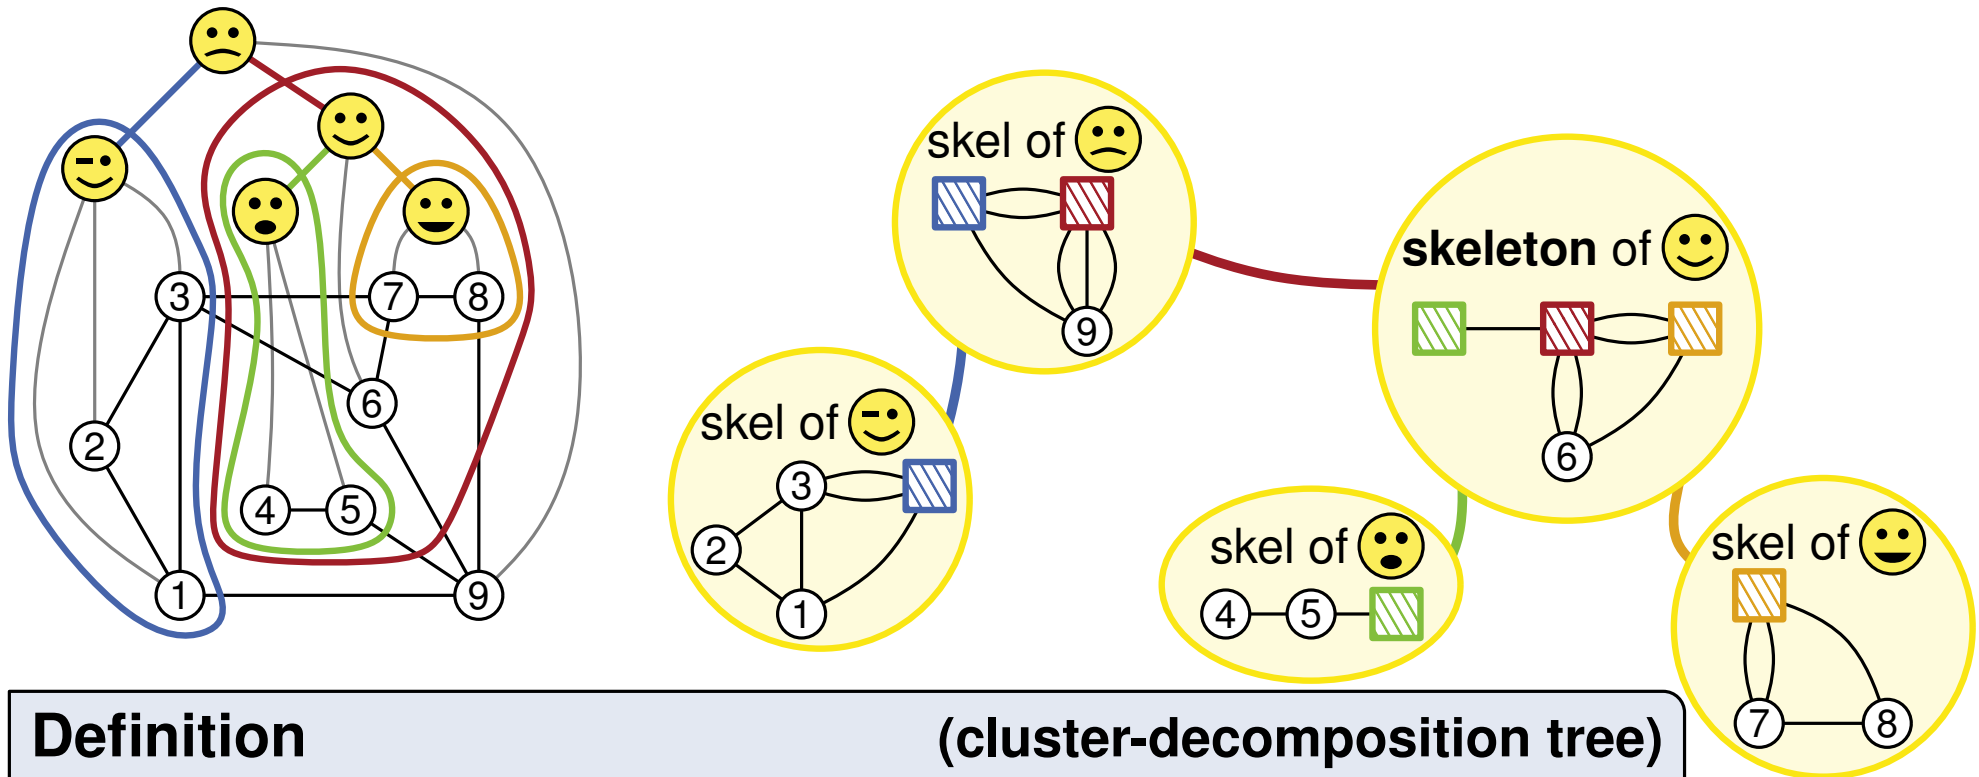 3
7
8
2
6
4
5
1
9
skel of
9
skeleton of
6
skel of
3
2
1
skel of
4
5
skel of
7
8
Definition
(cluster-decomposition tree)